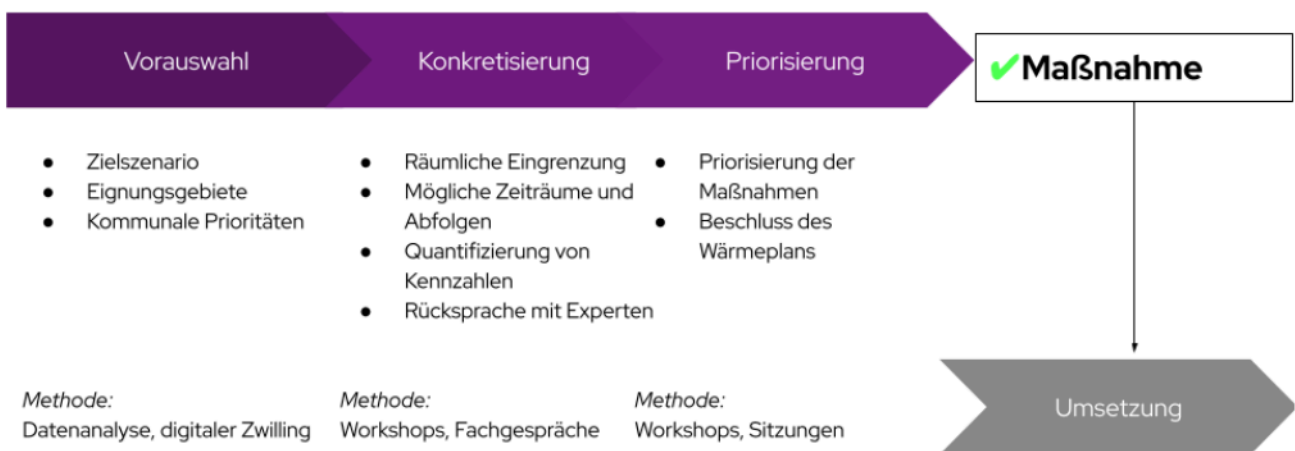 Vorauswahl
Konkretisierung
Priorisierung
✔Maßnahme
● Zielszenario
● Eignungsgebiete
● Kommunale Prioritäten
● Räumliche Eingrenzung
● Mögliche Zeiträume und
Abfolgen
● Quantifizierung von
Kennzahlen
● Rücksprache mit Experten
● Priorisierung der
Maßnahmen
● Beschluss des
Wärmeplans
Methode:
Datenanalyse, digitaler Zwilling
Methode:
Workshops, Fachgespräche
Methode:
Workshops, Sitzungen
Umsetzung